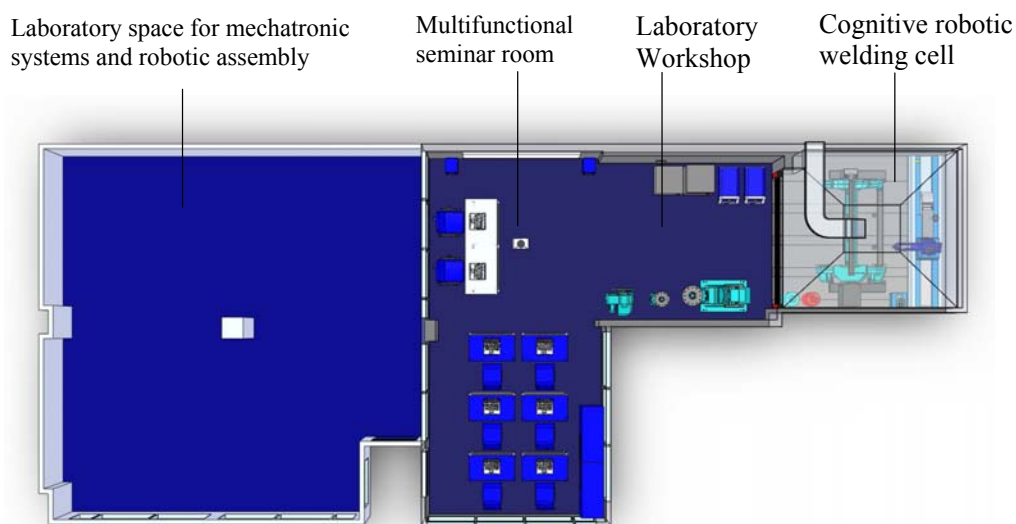 Laboratory space for mechatronic
systems and robotic assembly
Multifunctional
seminar room
Laboratory
Workshop
Cognitive robotic
welding cell